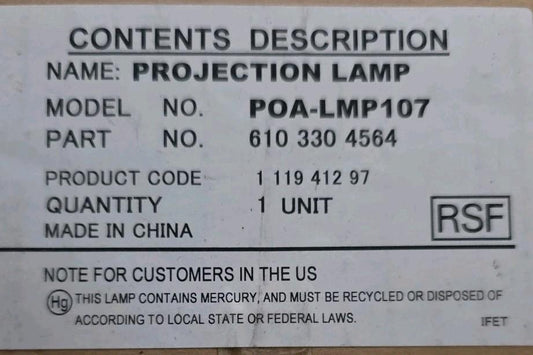 CONTENTS DESCRIPTION
NAME: PROJECTION LAMP
MODEL NO. POA-LMP107
PART NO. 610 330 4564
PRODUCT CODE 1 119 412 97
QUANTITY 1 UNIT
MADE IN CHINA
RSF
NOTE FOR CUSTOMERS IN THE US
Hg THIS LAMP CONTAINS MERCURY, AND MUST BE RECYCLED OR DISPOSED OF
ACCORDING TO LOCAL STATE OR FEDERAL LAWS.
IFET